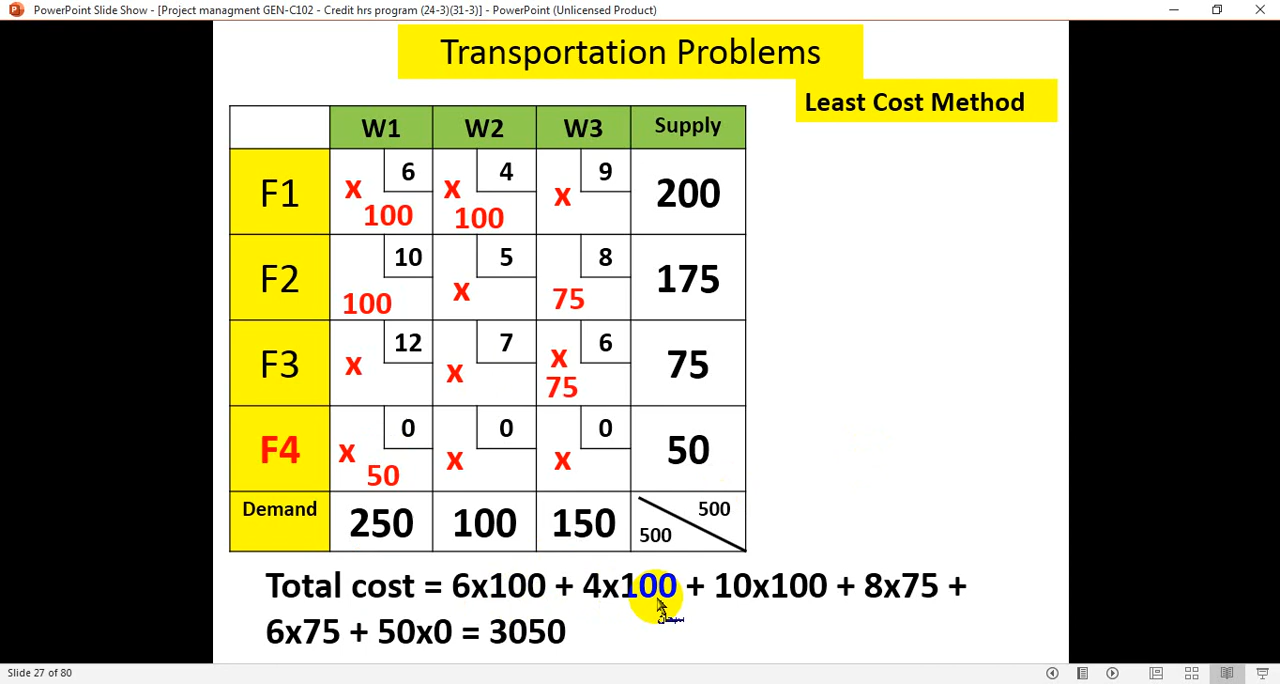 PowerPoint Slide Show - [Project managment GEN-C102 - Credit hrs program (24-3)(31-3)] - PowerPoint (Unlicensed Product)
Transportation Problems
Least Cost Method
W1 W2 W3 Supply
F1 x 6 100 x 4 100 x 9 200
F2 10 100 x 5 8 75 175
F3 x 12 x 7 x 6 75 75
F4 x 0 50 x 0 x 0 50
Demand 250 100 150 500 500
Total cost = 6x100 + 4x100 + 10x100 + 8x75 +
6x75 + 50x0 = 3050
Slide 27 of 80